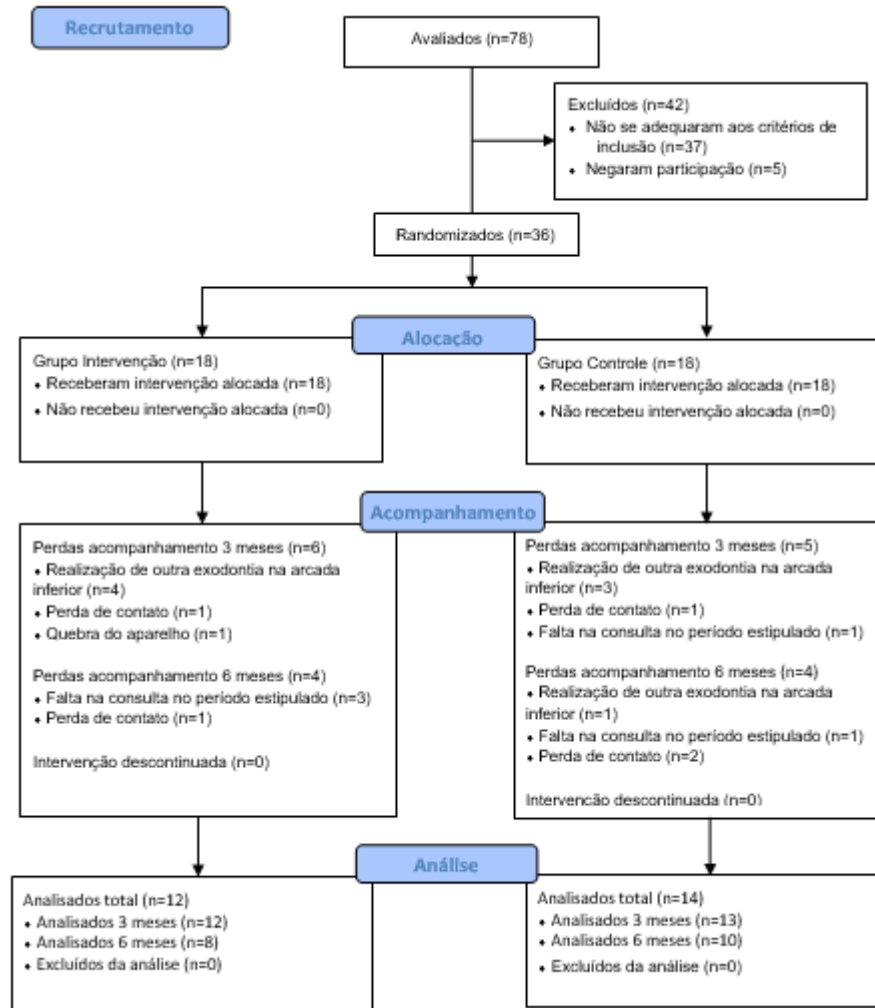 Recrutamento
Avaliados (n=78)
Excluídos (n=42)
• Não se adequaram aos critérios de
inclusão (n=37)
• Negaram participação (n=5)
Randomizados (n=36)
Alocação
Grupo Intervenção (n=18)
• Receberam intervenção alocada (n=18)
• Não recebeu intervenção alocada (n=0)
Grupo Controle (n=18)
• Receberam intervenção alocada (n=18)
• Não recebeu intervenção alocada (n=0)
Acompanhamento
Perdas acompanhamento 3 meses (n=6)
• Realização de outra exodontia na arcada
inferior (n=4)
• Perda de contato (n=1)
• Quebra do aparelho (n=1)
Perdas acompanhamento 6 meses (n=4)
• Falta na consulta no período estipulado (n=3)
• Perda de contato (n=1)
Intervenção descontinuada (n=0)
Perdas acompanhamento 3 meses (n=5)
• Realização de outra exodontia na arcada
inferior (n=3)
• Perda de contato (n=1)
• Falta na consulta no período estipulado (n=1)
Perdas acompanhamento 6 meses (n=4)
• Realização de outra exodontia na arcada
inferior (n=1)
• Falta na consulta no período estipulado (n=1)
• Perda de contato (n=2)
Intervenção descontinuada (n=0)
Análise
Analisados total (n=12)
• Analisados 3 meses (n=12)
• Analisados 6 meses (n=8)
• Excluídos da análise (n=0)
Analisados total (n=14)
• Analisados 3 meses (n=13)
• Analisados 6 meses (n=10)
• Excluídos da análise (n=0)